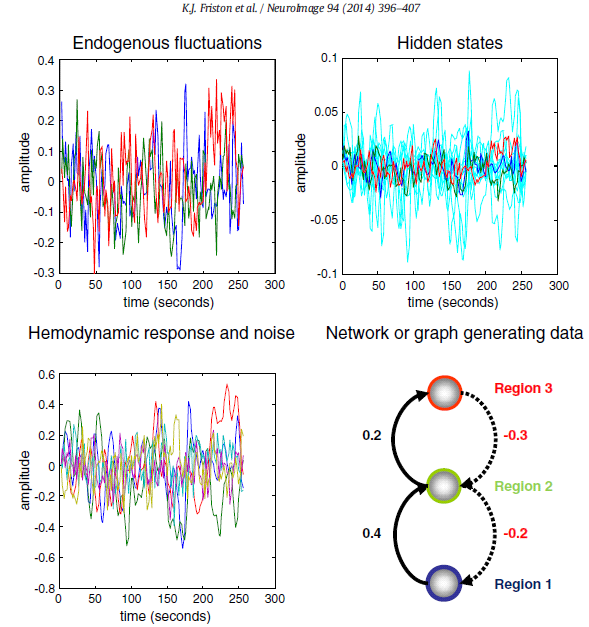 K.J. Friston et al. / NeuroImage 94 (2014) 396–407
Endogenous fluctuations
0.4
0.3
0.2
0.1
0
-0.1
-0.2
-0.3
amplitude
0 50 100 150 200 250 300
time (seconds)
Hidden states
0.1
0.05
0
-0.05
-0.1
amplitude
0 50 100 150 200 250 300
time (seconds)
Hemodynamic response and noise
0.6
0.4
0.2
0
-0.2
-0.4
-0.6
-0.8
amplitude
0 50 100 150 200 250 300
time (seconds)
Network or graph generating data
Region 3
0.2 -0.3
Region 2
0.4 -0.2
Region 1